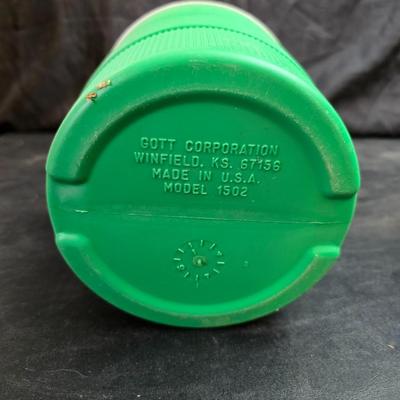 GOTT CORPORATION
WINFIELD, KS. 67156
MADE IN U.S.A.
MODEL 1502